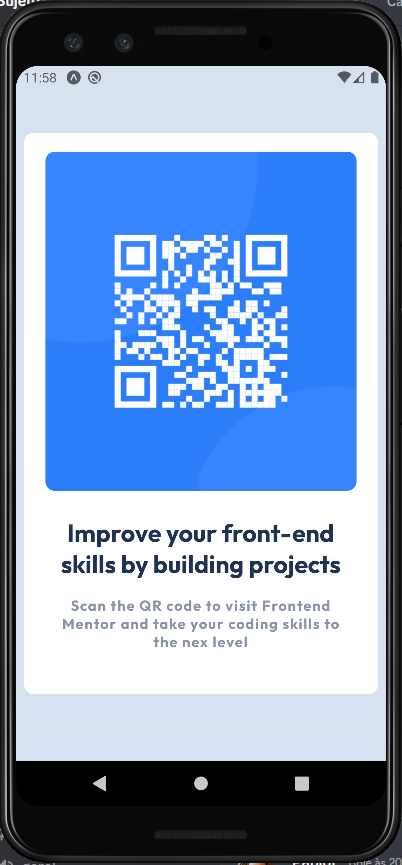 11:58
Improve your front-end
skills by building projects
Scan the QR code to visit Frontend
Mentor and take your coding skills to
the nex level